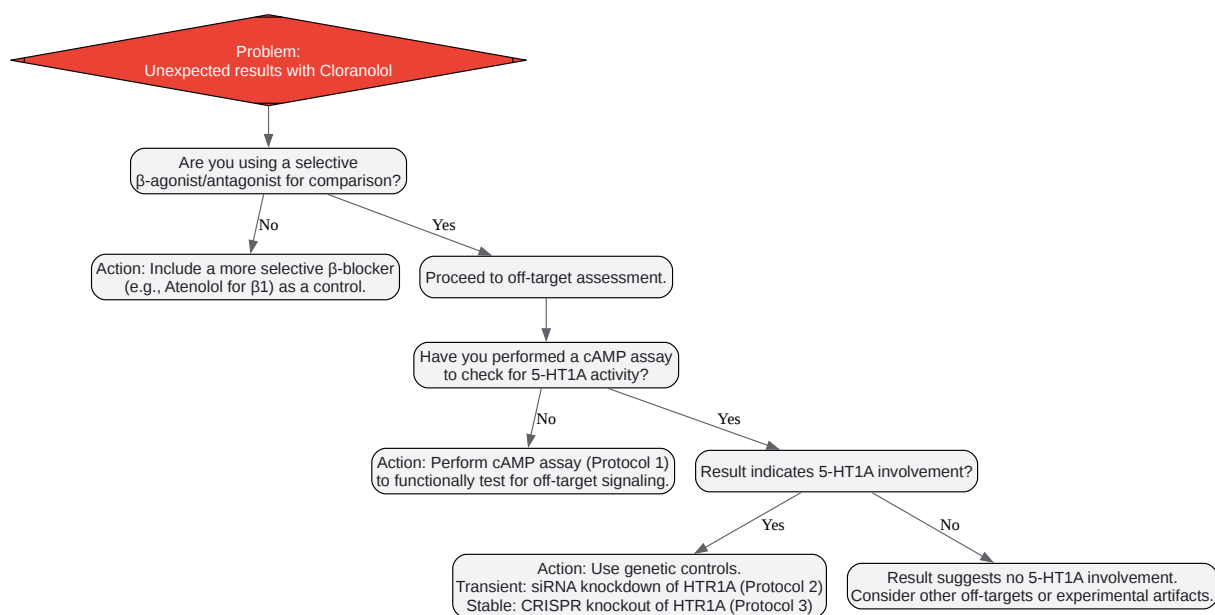 Problem:
Unexpected results with Cloranolol
Are you using a selective
β-agonist/antagonist for comparison?
No
Yes
Action: Include a more selective β-blocker
(e.g., Atenolol for β1) as a control.
Proceed to off-target assessment.
Have you performed a cAMP assay
to check for 5-HT1A activity?
No
Yes
Action: Perform cAMP assay (Protocol 1)
to functionally test for off-target signaling.
Result indicates 5-HT1A involvement?
Yes
No
Action: Use genetic controls.
Transient: siRNA knockdown of HTR1A (Protocol 2)
Stable: CRISPR knockout of HTR1A (Protocol 3)
Result suggests no 5-HT1A involvement.
Consider other off-targets or experimental artifacts.